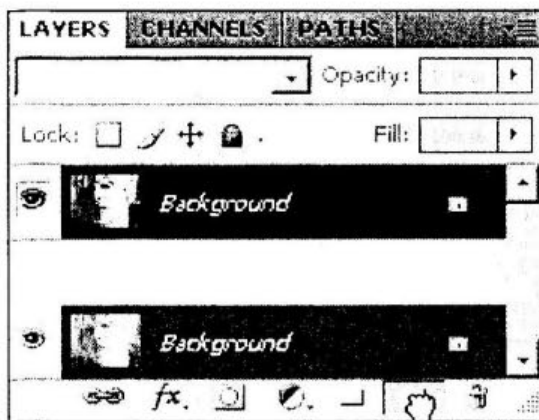 LAYERS CHANNELS PATHS
Opacity:
Lock: Fill:
Background
Background
fx.